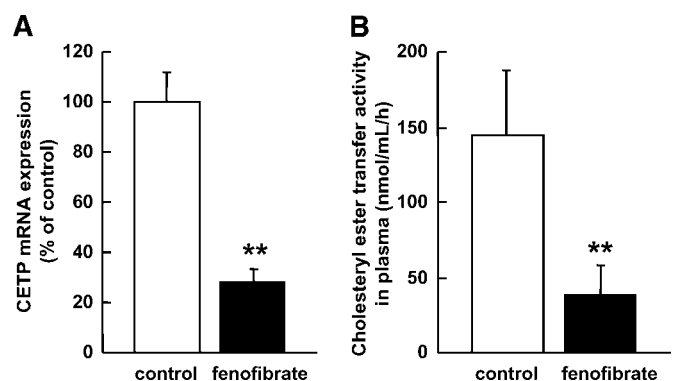 A
CETP mRNA expression
(% of control)
120
100
80
60
40
20
0
**
control fenofibrate
B
Cholesteryl ester transfer activity
in plasma (nmol/mL/h)
200
150
100
50
0
**
control fenofibrate